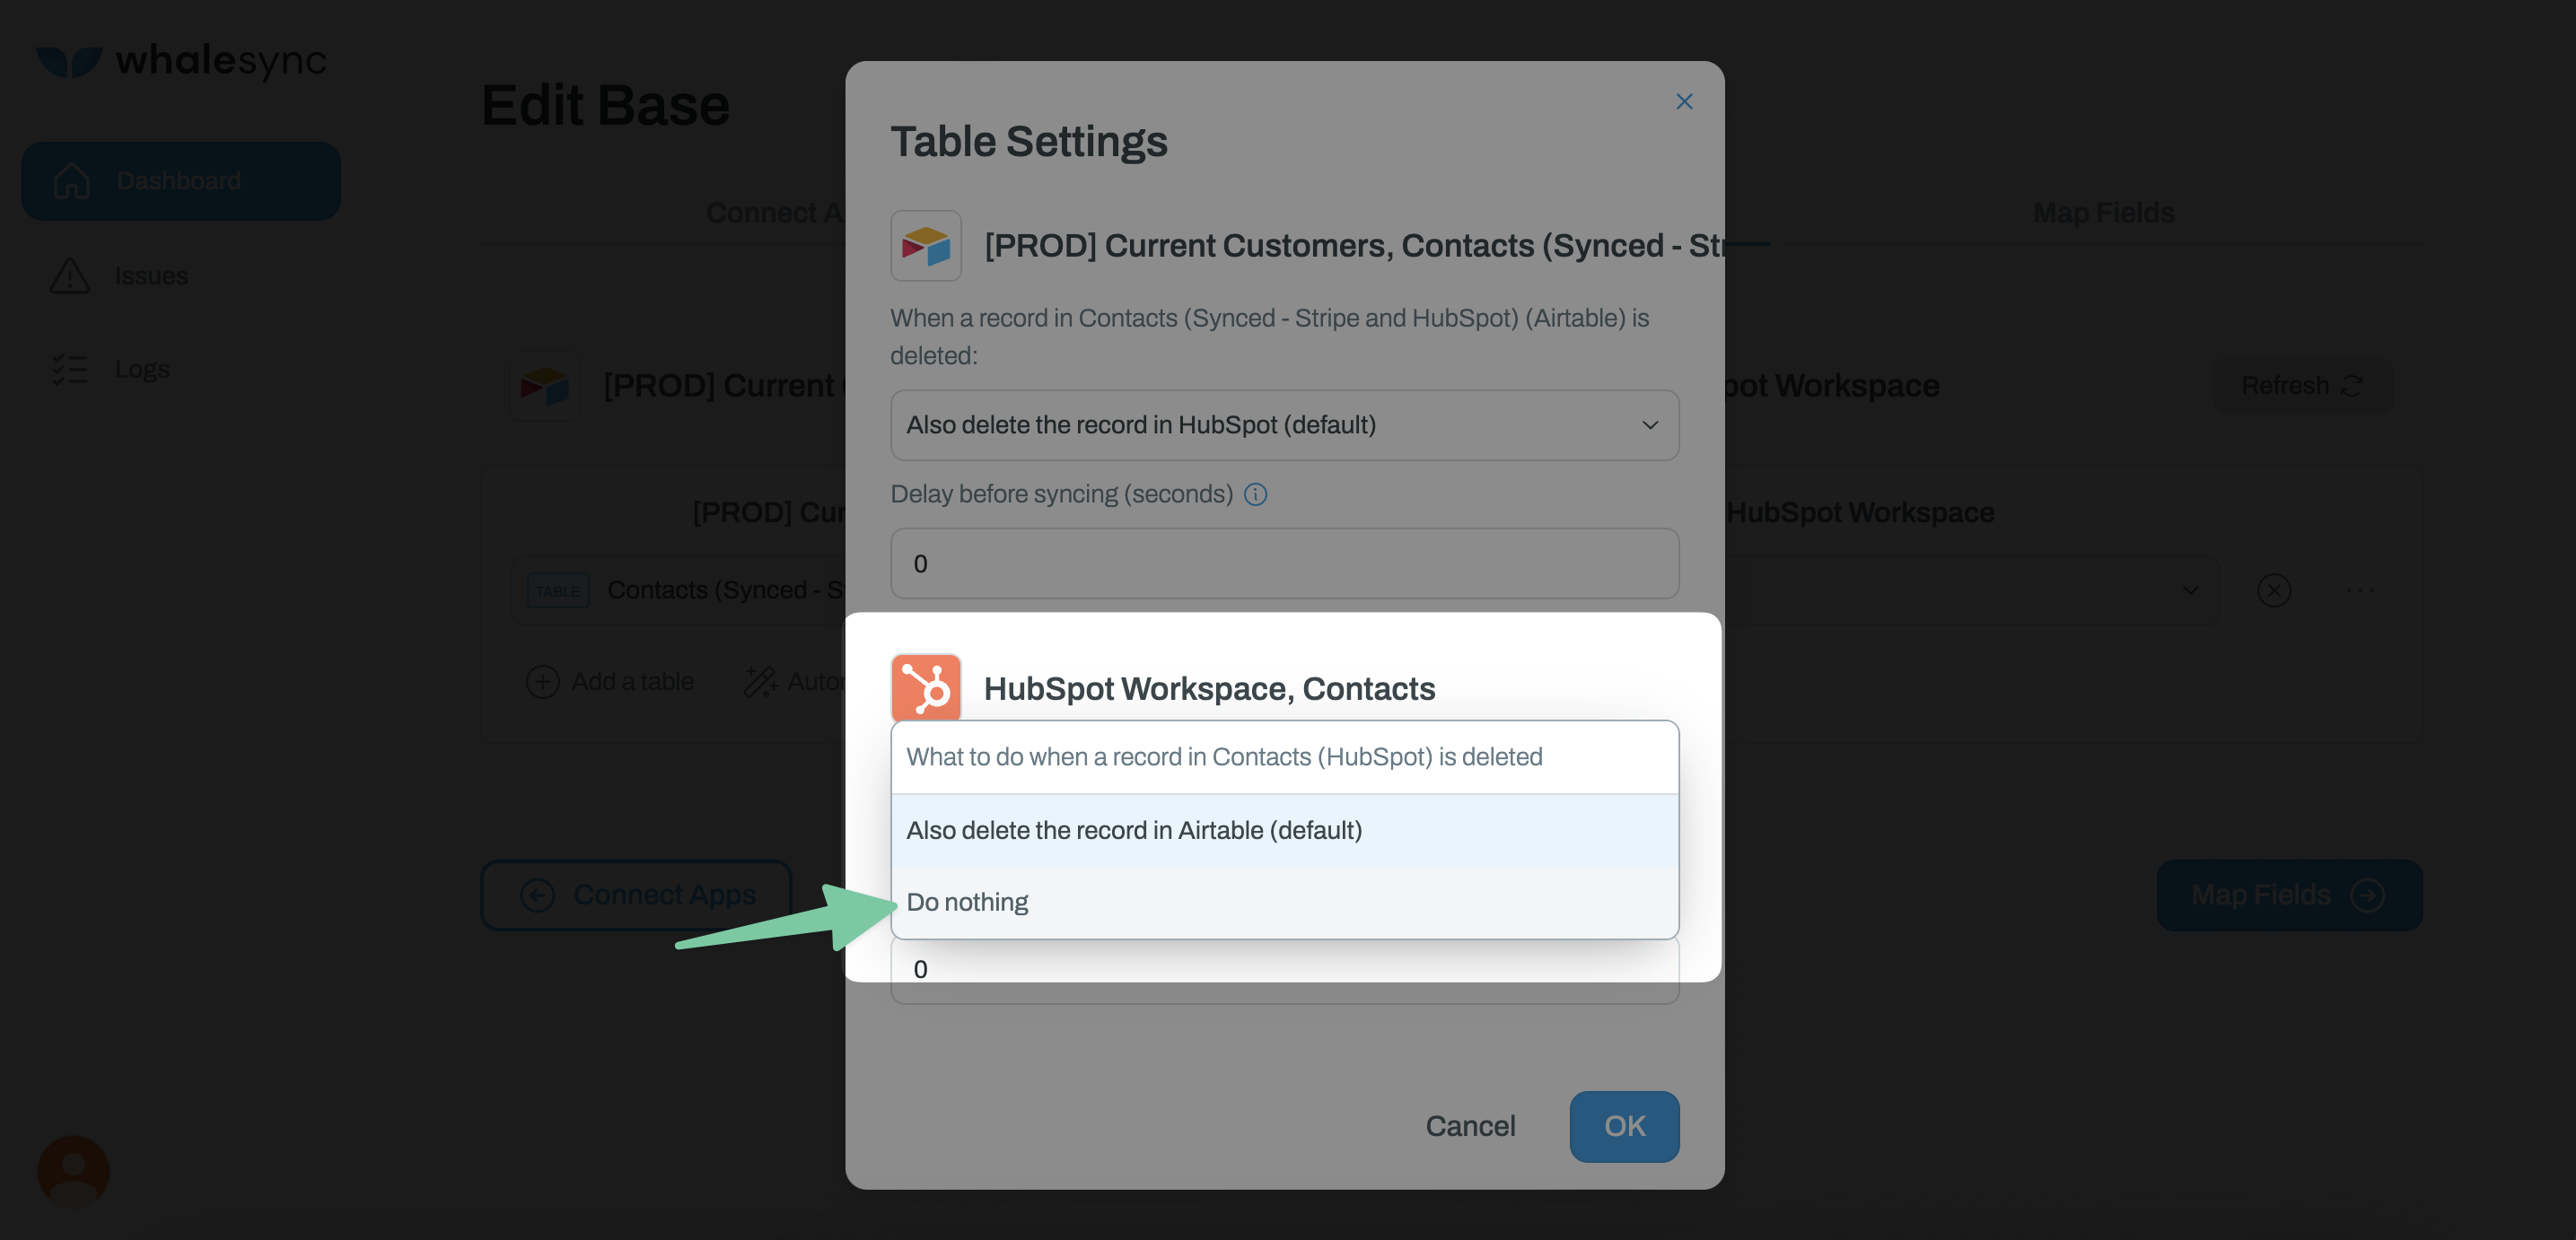 whalesync
Dashboard
Issues
Logs
Edit Base
Connect A
Map Fields
[PROD] Current
pot Workspace
Refresh
[PROD] Cur
HubSpot Workspace
TABLE
Contacts (Synced - S
Add a table
Autor
Connect Apps
Map Fields
Table Settings
[PROD] Current Customers, Contacts (Synced - Str
When a record in Contacts (Synced - Stripe and HubSpot) (Airtable) is
deleted:
Also delete the record in HubSpot (default)
Delay before syncing (seconds)
0
HubSpot Workspace, Contacts
What to do when a record in Contacts (HubSpot) is deleted
Also delete the record in Airtable (default)
Do nothing
0
Cancel
OK